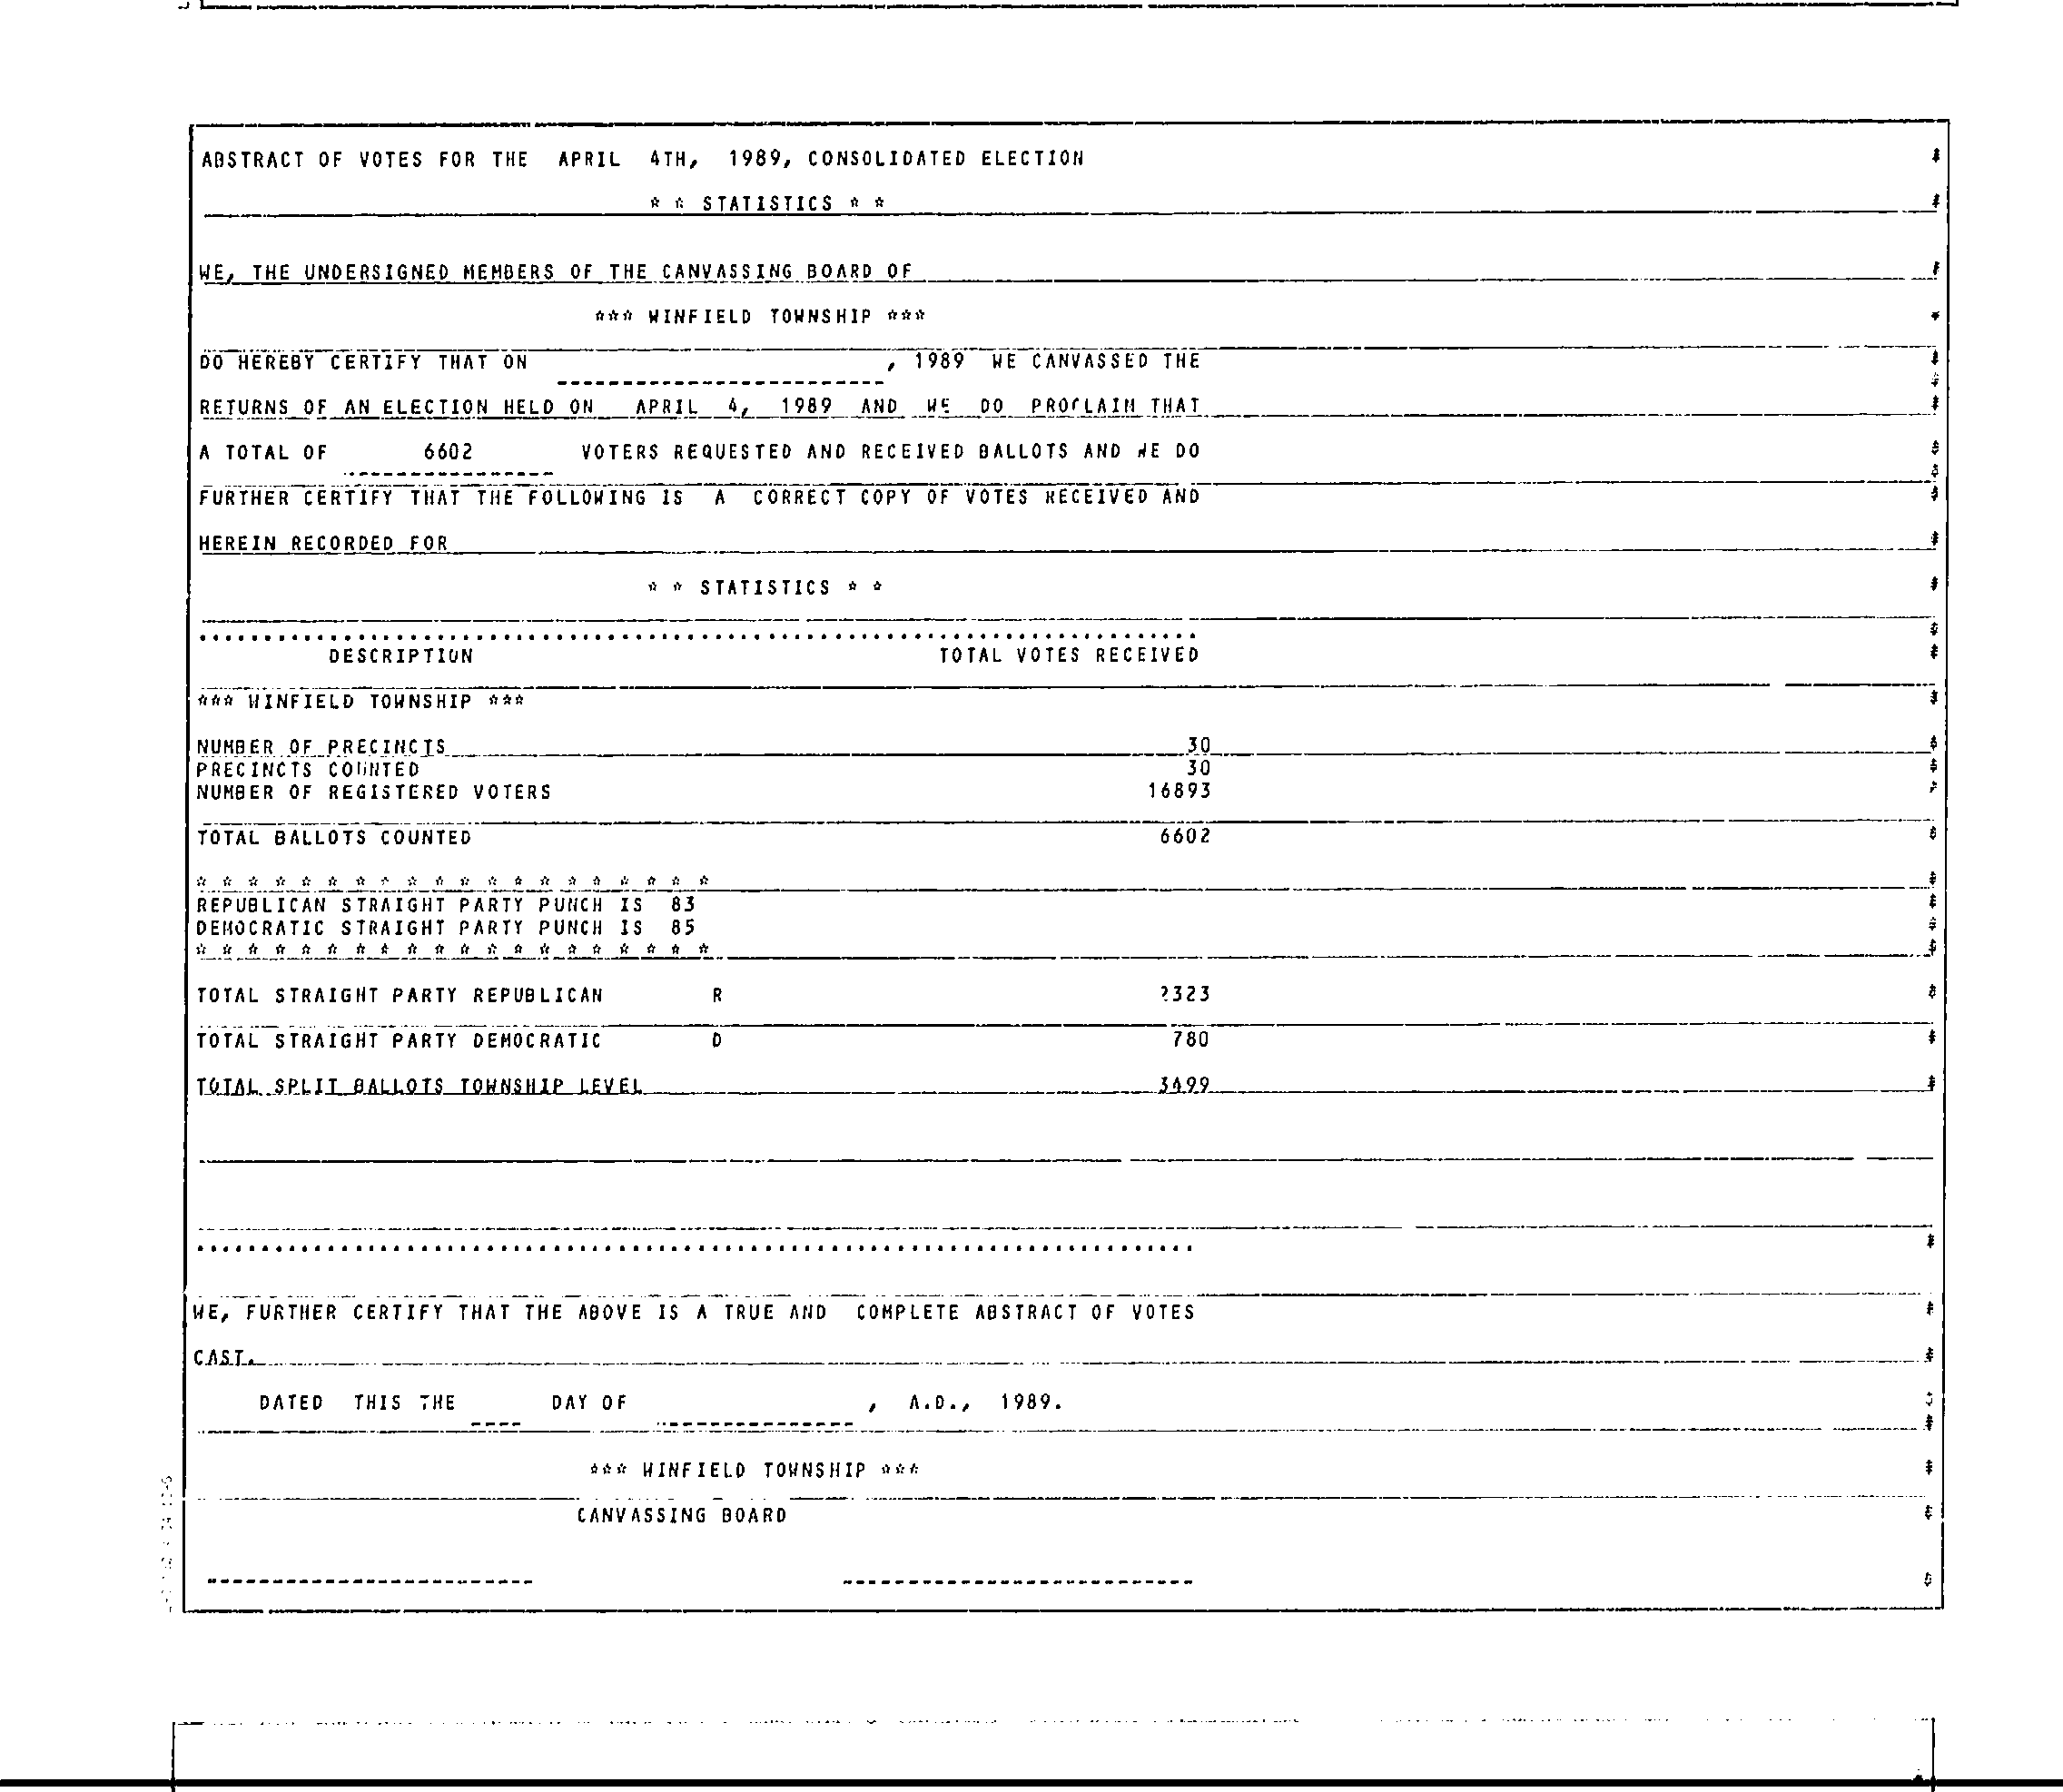 ABSTRACT OF VOTES FOR THE APRIL 4TH, 1989, CONSOLIDATED ELECTION
* * STATISTICS * *
WE, THE UNDERSIGNED MEMBERS OF THE CANVASSING BOARD OF
*** WINFIELD TOWNSHIP ***
DO HEREBY CERTIFY THAT ON , 1989 WE CANVASSED THE
RETURNS OF AN ELECTION HELD ON APRIL 4, 1989 AND WE DO PROCLAIM THAT
A TOTAL OF 6602 VOTERS REQUESTED AND RECEIVED BALLOTS AND WE DO
FURTHER CERTIFY THAT THE FOLLOWING IS A CORRECT COPY OF VOTES RECEIVED AND
HEREIN RECORDED FOR
* * STATISTICS * *
DESCRIPTION TOTAL VOTES RECEIVED
*** WINFIELD TOWNSHIP ***
NUMBER OF PRECINCTS 30
PRECINCTS COUNTED 30
NUMBER OF REGISTERED VOTERS 16893
TOTAL BALLOTS COUNTED 6602
* * * * * * * * * * * * * * * * * * * *
REPUBLICAN STRAIGHT PARTY PUNCH IS 83
DEMOCRATIC STRAIGHT PARTY PUNCH IS 85
* * * * * * * * * * * * * * * * * * * *
TOTAL STRAIGHT PARTY REPUBLICAN R 2323
TOTAL STRAIGHT PARTY DEMOCRATIC D 780
TOTAL SPLIT BALLOTS TOWNSHIP LEVEL 3499
WE, FURTHER CERTIFY THAT THE ABOVE IS A TRUE AND COMPLETE ABSTRACT OF VOTES
CAST.
DATED THIS THE DAY OF , A.D., 1989.
*** WINFIELD TOWNSHIP ***
CANVASSING BOARD